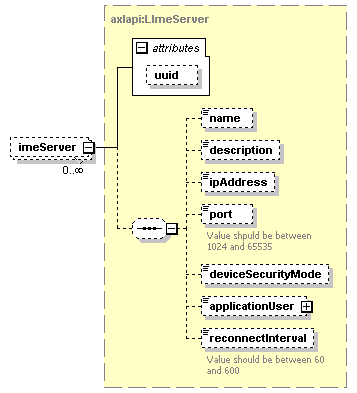 axlapi:LImeServer
attributes
uuid
imeServer
0..∞
name
description
ipAddress
port
Value should be between
1024 and 65535
deviceSecurityMode
applicationUser
reconnectInterval
Value should be between 60
and 600